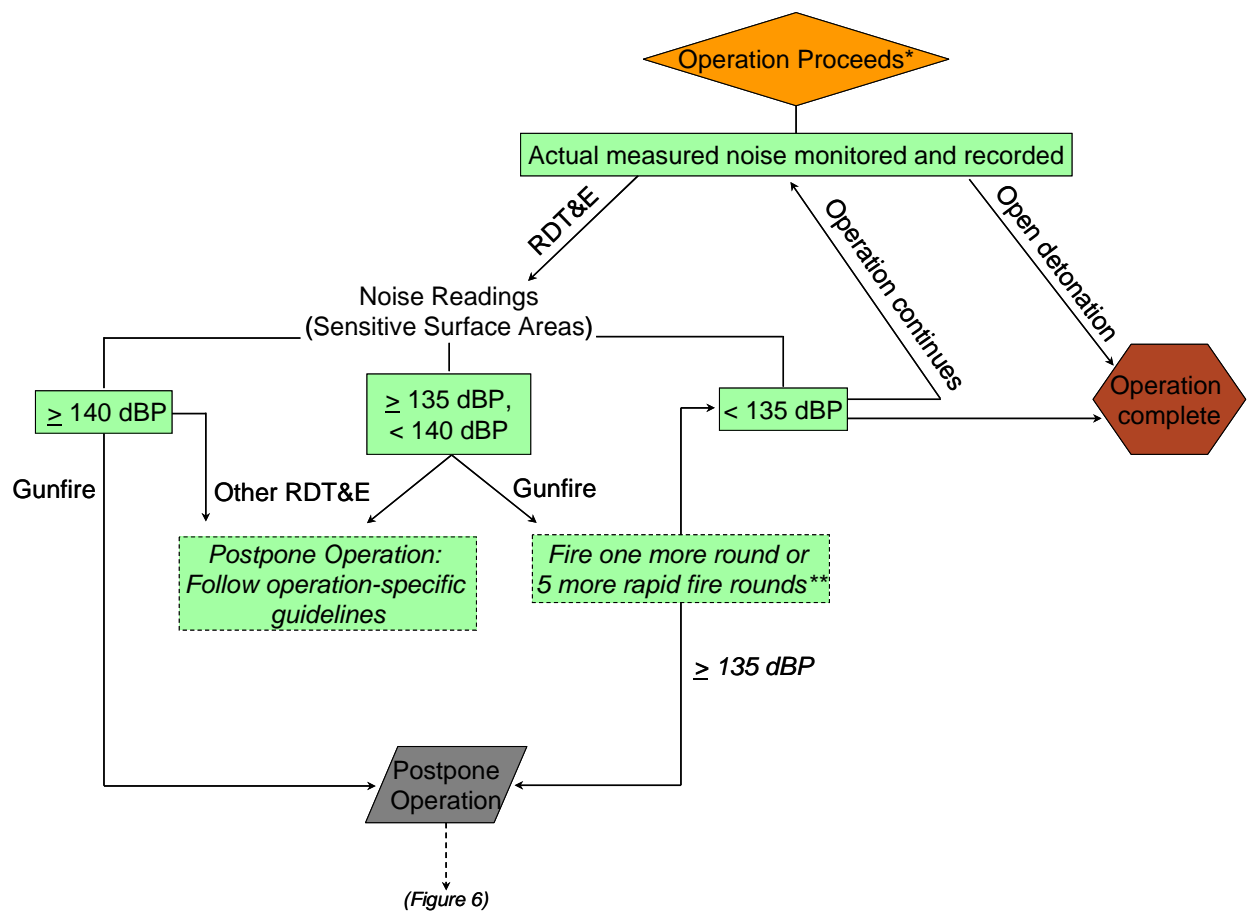 Operation Proceeds*
Actual measured noise monitored and recorded
RDT&E
Operation continues
Open detonation
Noise Readings
(Sensitive Surface Areas)
≥ 140 dBP
≥ 135 dBP,
< 140 dBP
< 135 dBP
Operation
complete
Gunfire
Other RDT&E
Gunfire
Postpone Operation:
Follow operation-specific
guidelines
Fire one more round or
5 more rapid fire rounds**
≥ 135 dBP
Postpone
Operation
(Figure 6)